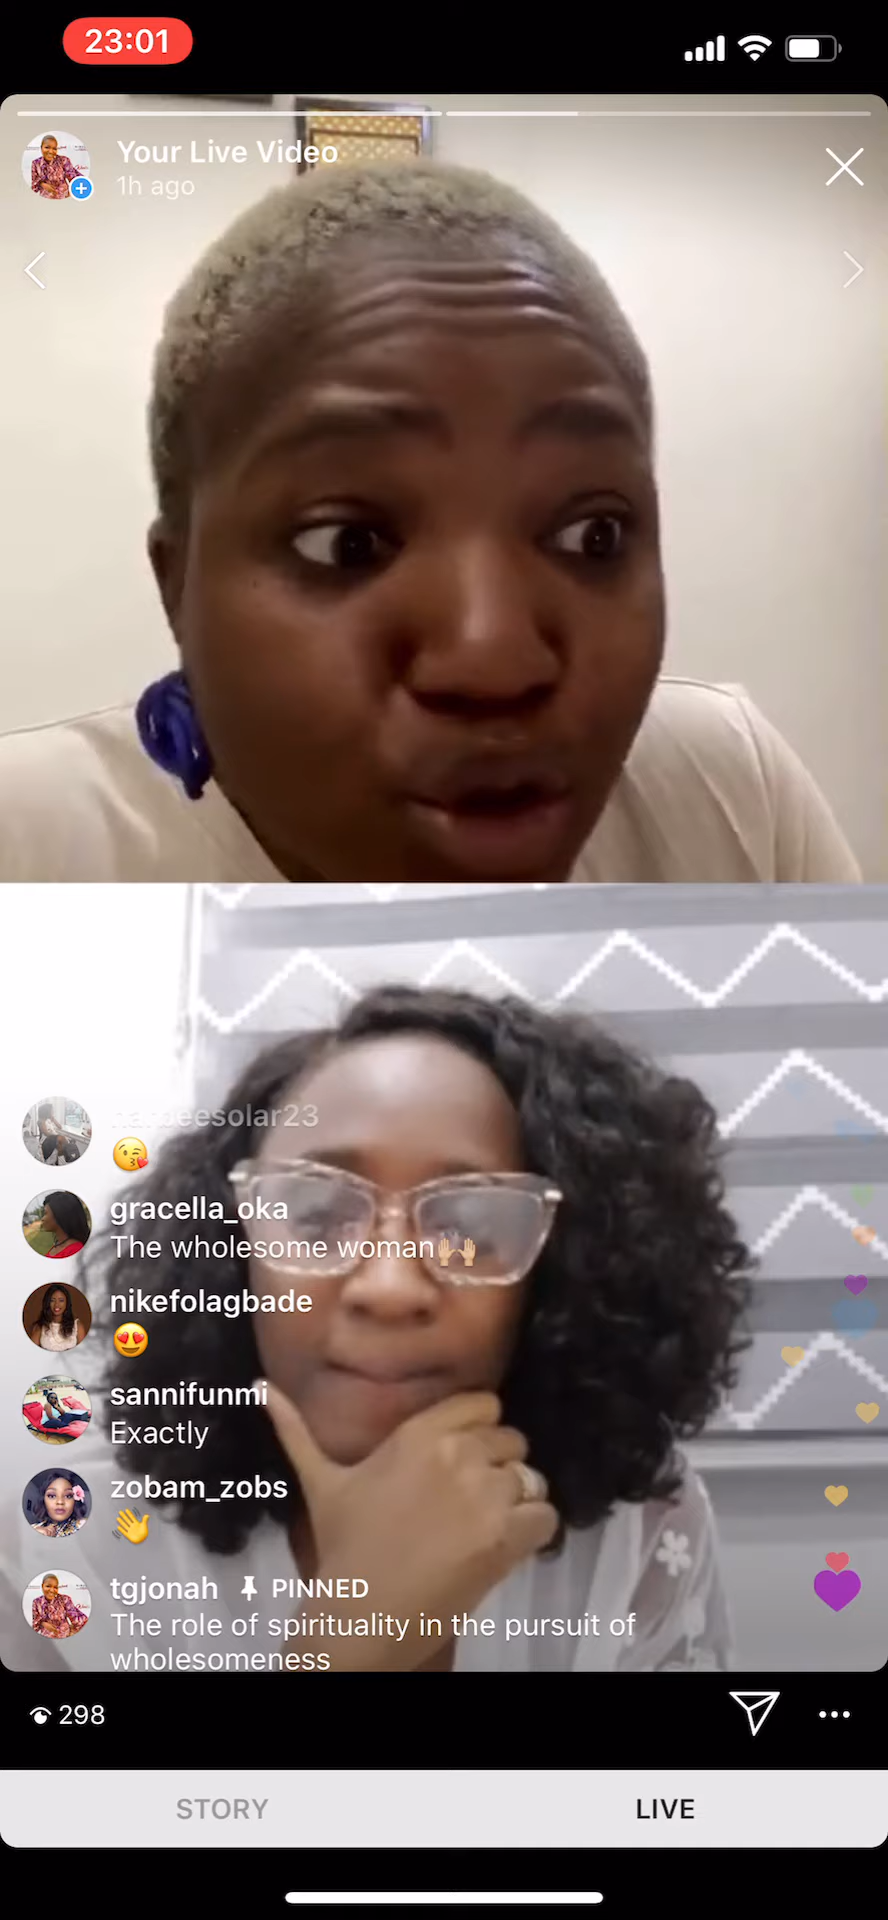 23:01
Your Live Video
1h ago
gracella_oka
The wholesome woman🙌🏼
nikefolagbade
😍
sannifunmi
Exactly
zobam_zobs
👋
tgjonah PINNED
The role of spirituality in the pursuit of
wholesomeness
298
STORY
LIVE